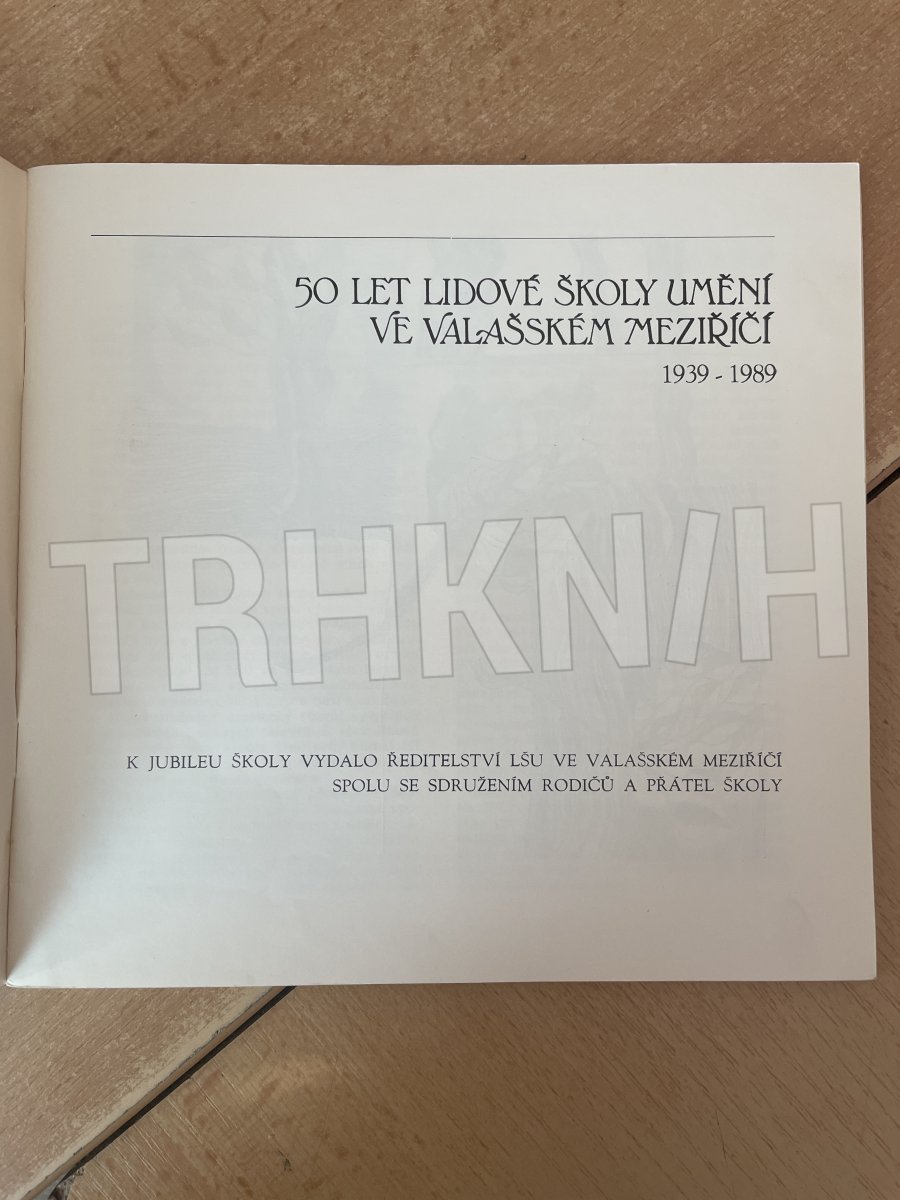 50 LET LIDOVÉ ŠKOLY UMĚNÍ
VE VALAŠSKÉM MEZIŘÍČÍ
1939 - 1989
TRHKNIH
K JUBILEU ŠKOLY VYDALO ŘEDITELSTVÍ LŠU VE VALAŠSKÉM MEZIŘÍČÍ
SPOLU SE SDRUŽENÍM RODIČŮ A PŘÁTEL ŠKOLY